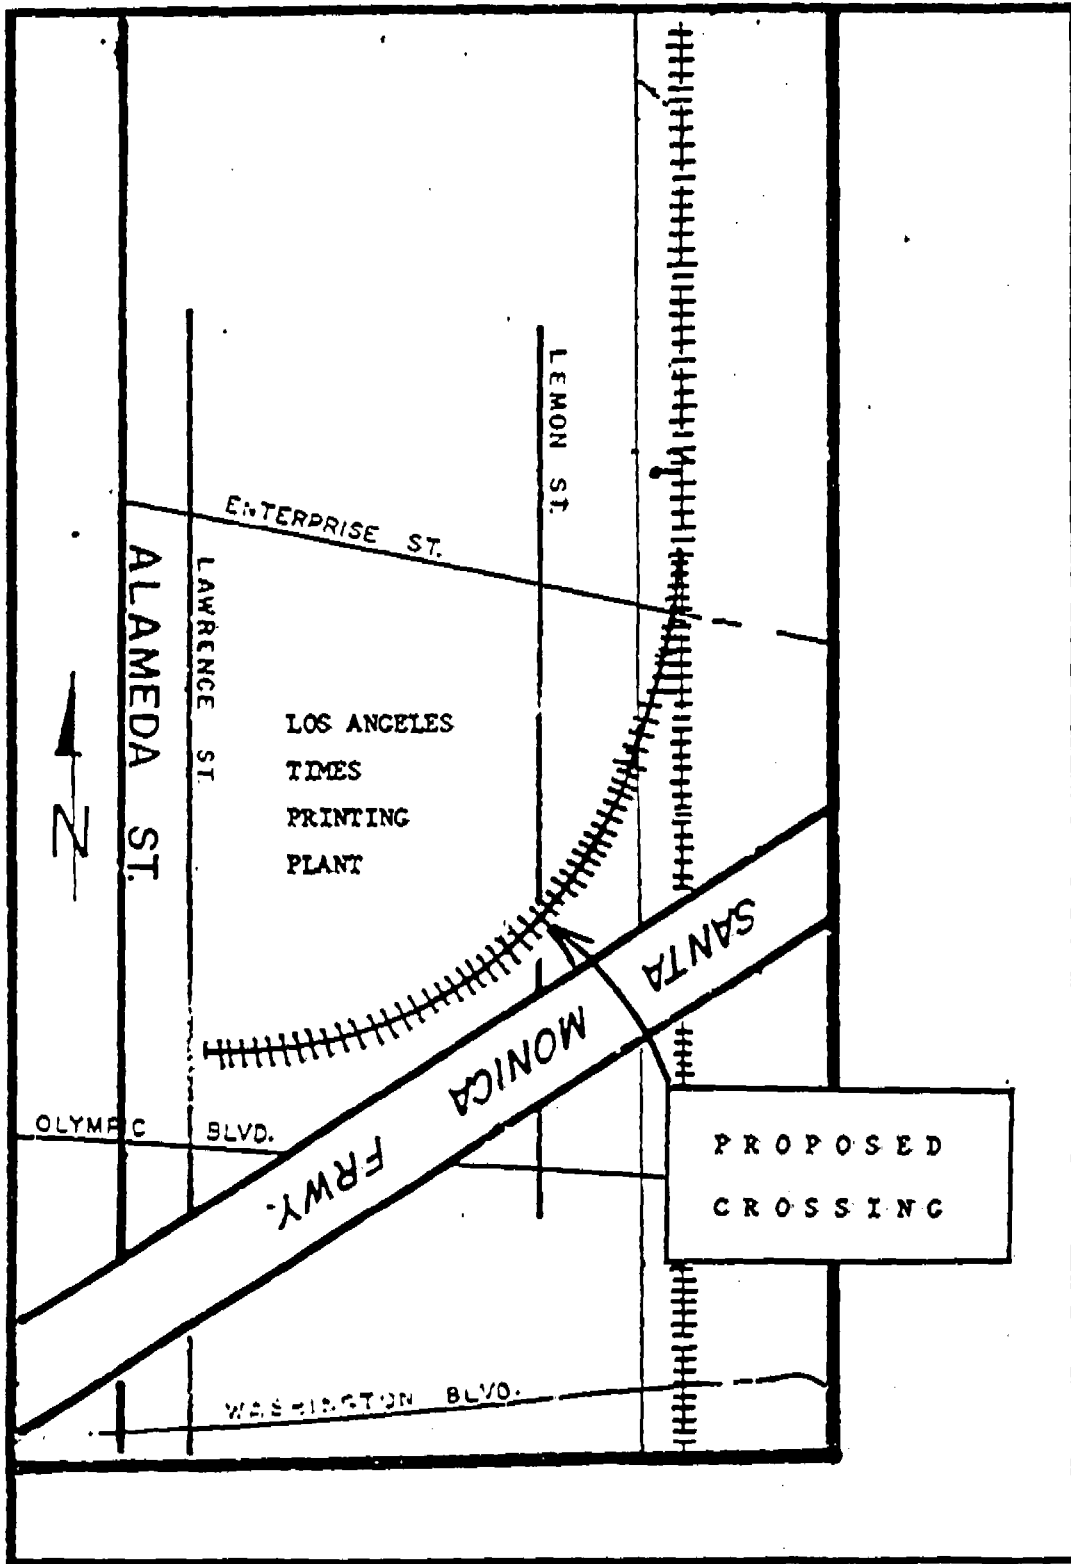 LEMON ST.
ENTERPRISE ST.
ALAMEDA ST.
LAWRENCE ST.
N
LOS ANGELES
TIMES
PRINTING
PLANT
SANTA
MONICA
FRWY.
OLYMPIC BLVD.
PROPOSED
CROSSING
WASHINGTON BLVD.